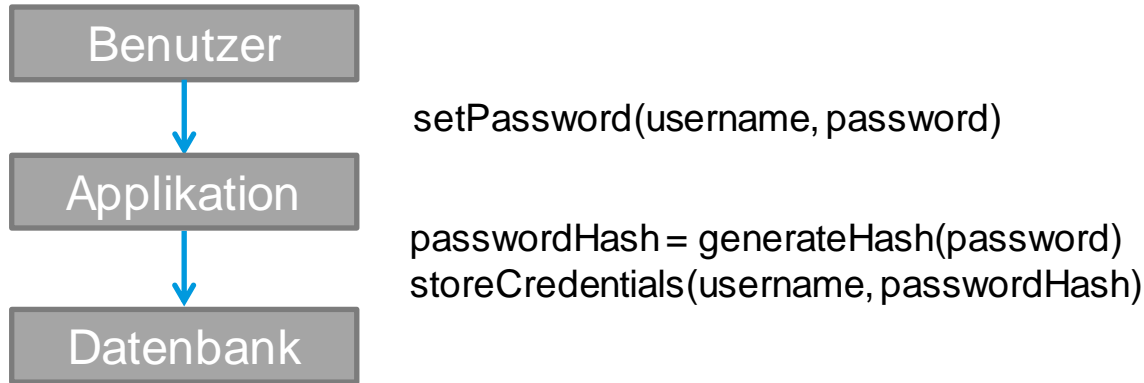 Benutzer
setPassword(username, password)
Applikation
passwordHash = generateHash(password)
storeCredentials(username, passwordHash)
Datenbank